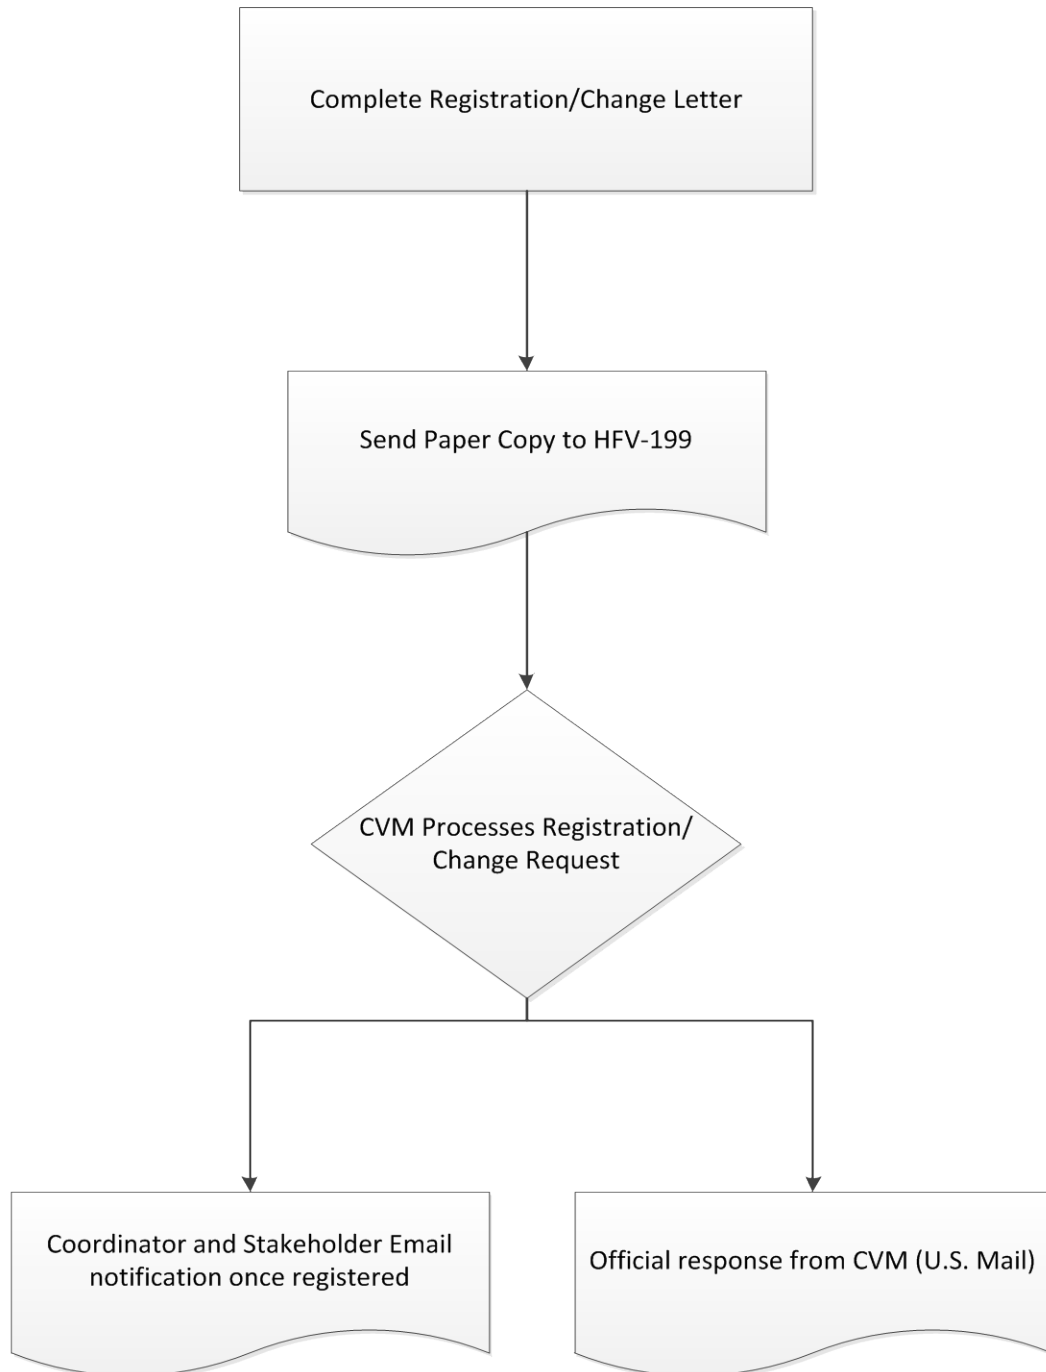 Complete Registration/Change Letter
Send Paper Copy to HFV-199
CVM Processes Registration/
Change Request
Coordinator and Stakeholder Email
notification once registered
Official response from CVM (U.S. Mail)